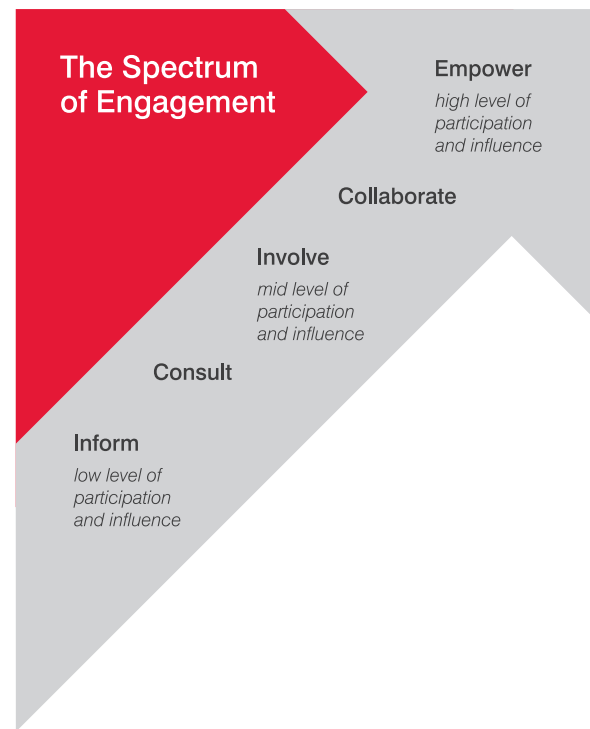 The Spectrum
of Engagement
Empower
high level of
participation
and influence
Collaborate
Involve
mid level of
participation
and influence
Consult
Inform
low level of
participation
and influence